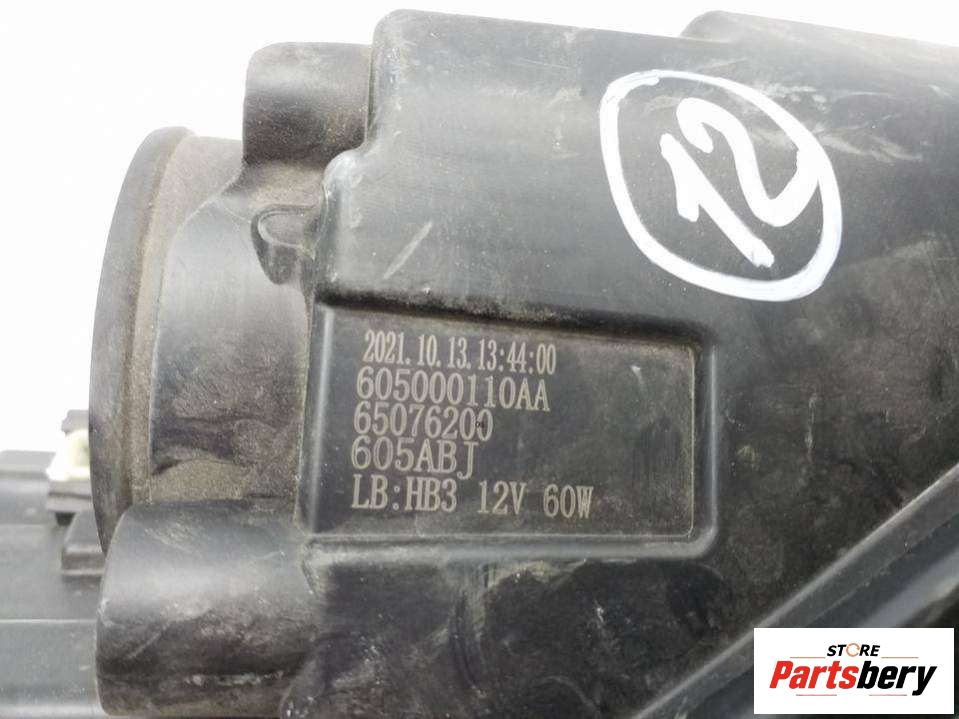 12
2021.10.13.13:44:00
605000110AA
65076200
605ABJ
LB:HB3 12V 60W
STORE
Partsbery